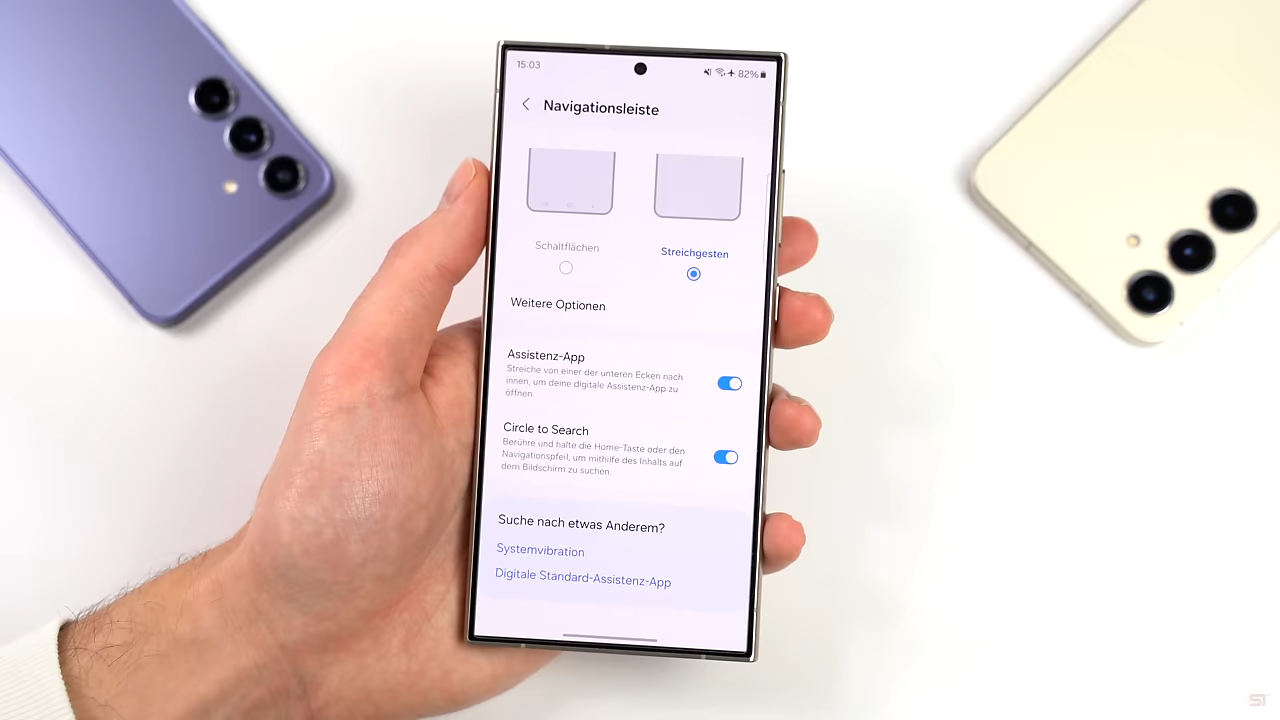 15:03
82%
Navigationsleiste
Schaltflächen
Streichgesten
Weitere Optionen
Assistenz-App
Streiche von einer der unteren Ecken nach
innen, um deine digitale Assistenz-App zu
öffnen.
Circle to Search
Berühre und halte die Home-Taste oder den
Navigationspfeil, um mithilfe des Inhalts auf
dem Bildschirm zu suchen.
Suche nach etwas Anderem?
Systemvibration
Digitale Standard-Assistenz-App